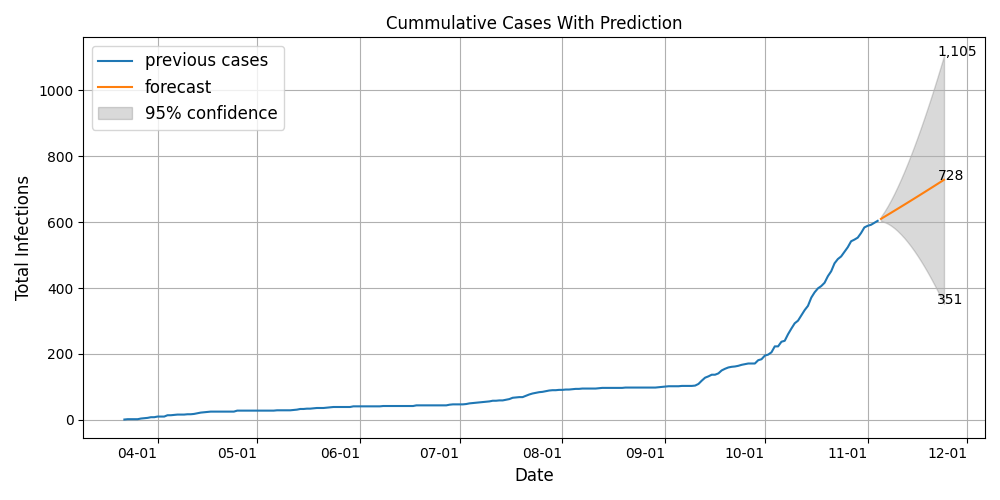 Cummulative Cases With Prediction
previous cases
forecast
95% confidence
1,105
728
351
Total Infections
1000
800
600
400
200
0
04-01 05-01 06-01 07-01 08-01 09-01 10-01 11-01 12-01
Date